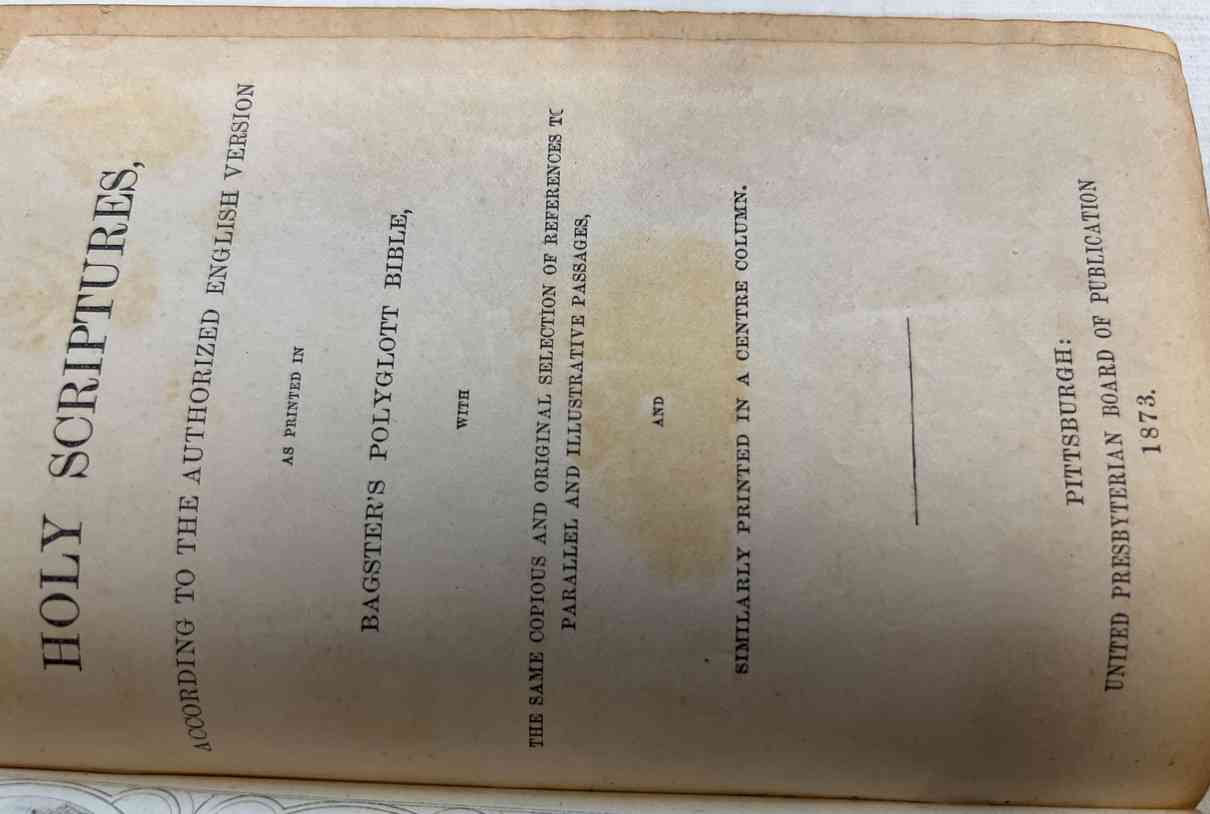 HOLY SCRIPTURES,
ACCORDING TO THE AUTHORIZED ENGLISH VERSION
AS PRINTED IN
BAGSTER'S POLYGLOTT BIBLE,
WITH
THE SAME COPIOUS AND ORIGINAL SELECTION OF REFERENCES TO
PARALLEL AND ILLUSTRATIVE PASSAGES,
AND
SIMILARLY PRINTED IN A CENTRE COLUMN.
PITTSBURGH:
UNITED PRESBYTERIAN BOARD OF PUBLICATION
1873.